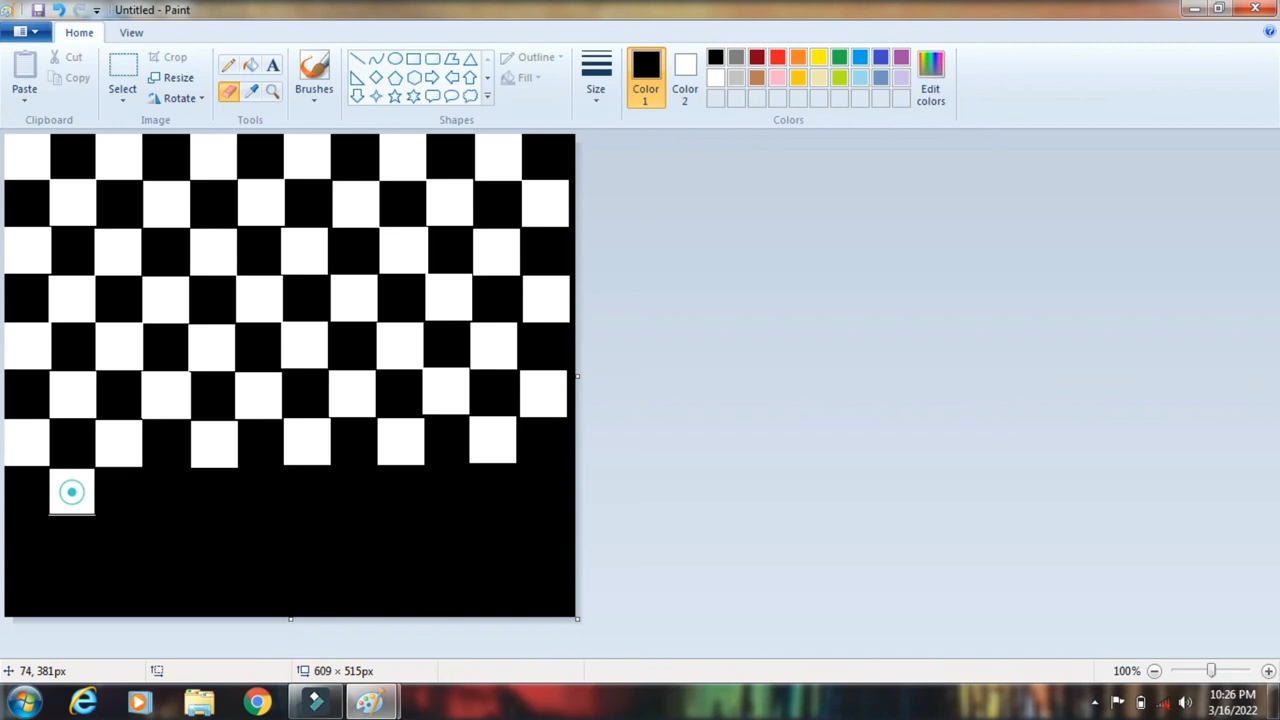 Untitled - Paint
Home View
Paste
Cut
Copy
Clipboard
Select
Crop
Resize
Rotate
Image
A
Tools
Brushes
Outline
Fill
Shapes
Size
Color 1
Color 2
Edit colors
Colors
74, 381px
609 × 515px
100%
10:26 PM
3/16/2022